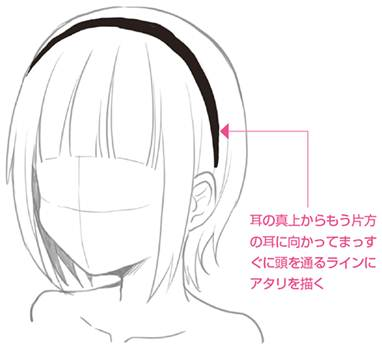 耳の真上からもう片方
の耳に向かってまっす
ぐに頭を通るラインに
アタリを描く